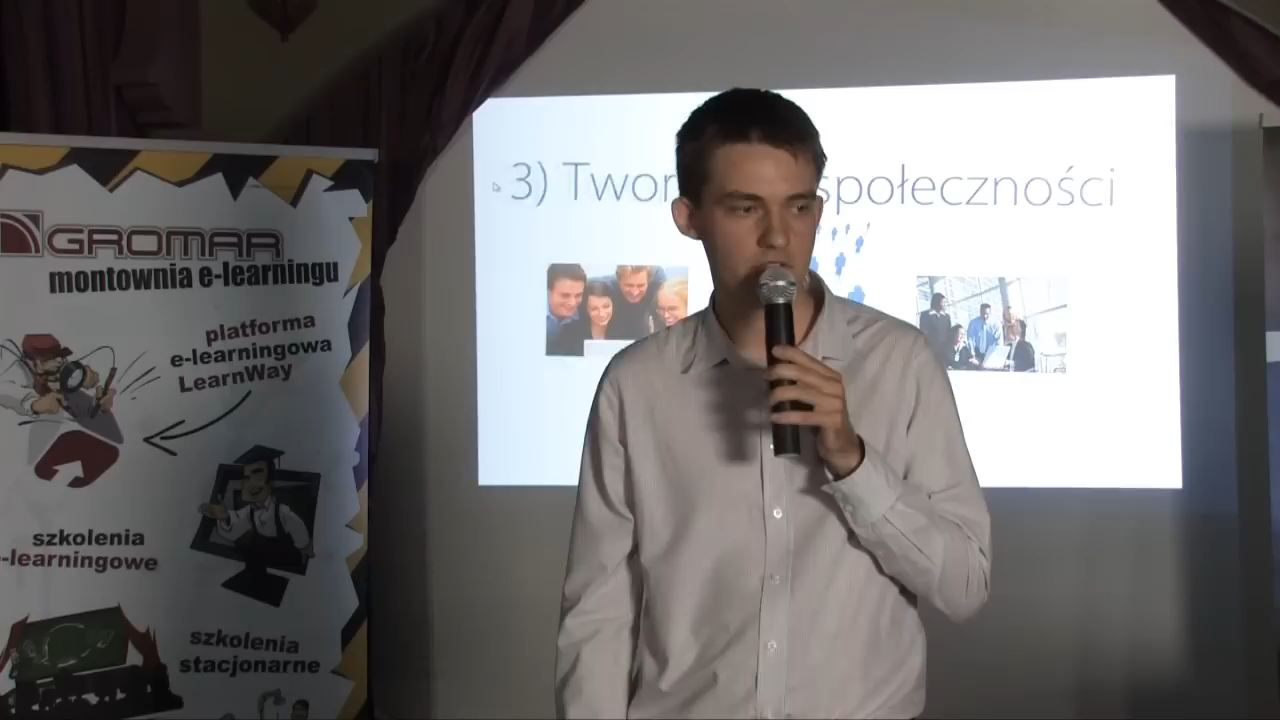 GROMAR
montownia e-learningu
platforma
e-learningowa
LearnWay
szkolenia
e-learningowe
szkolenia
stacjonarne
3) Twor społeczności